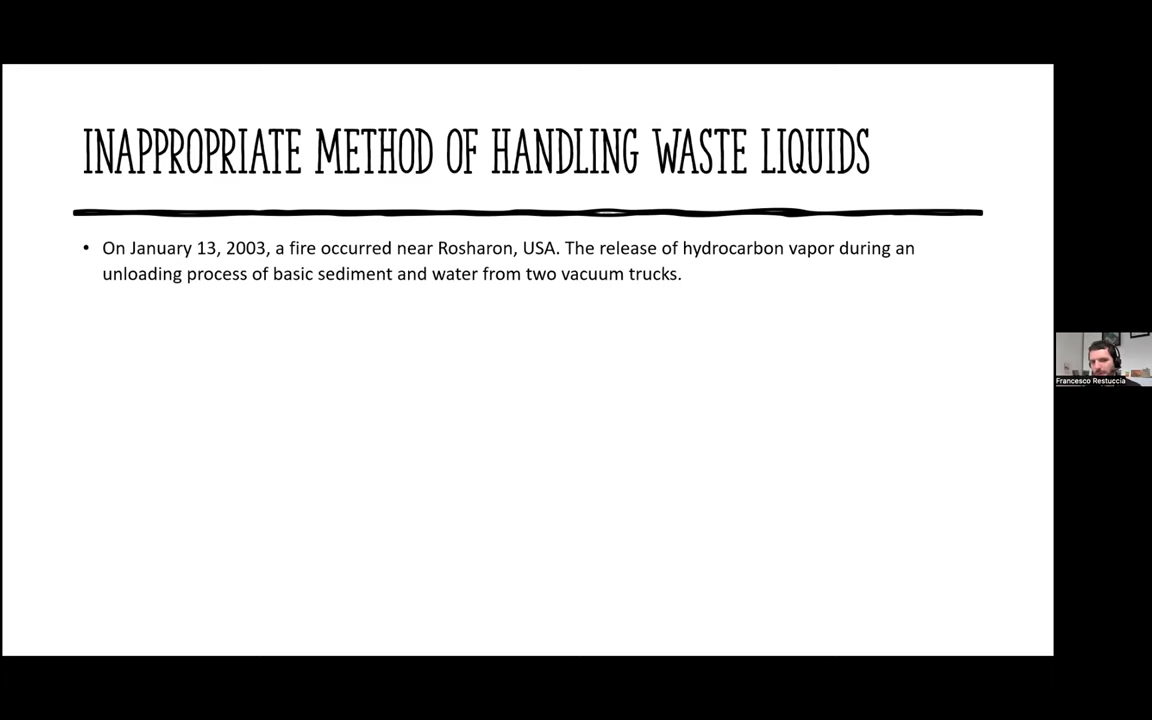 INAPPROPRIATE METHOD OF HANDLING WASTE LIQUIDS
• On January 13, 2003, a fire occurred near Rosharon, USA. The release of hydrocarbon vapor during an
unloading process of basic sediment and water from two vacuum trucks.
Francesco Restuccia